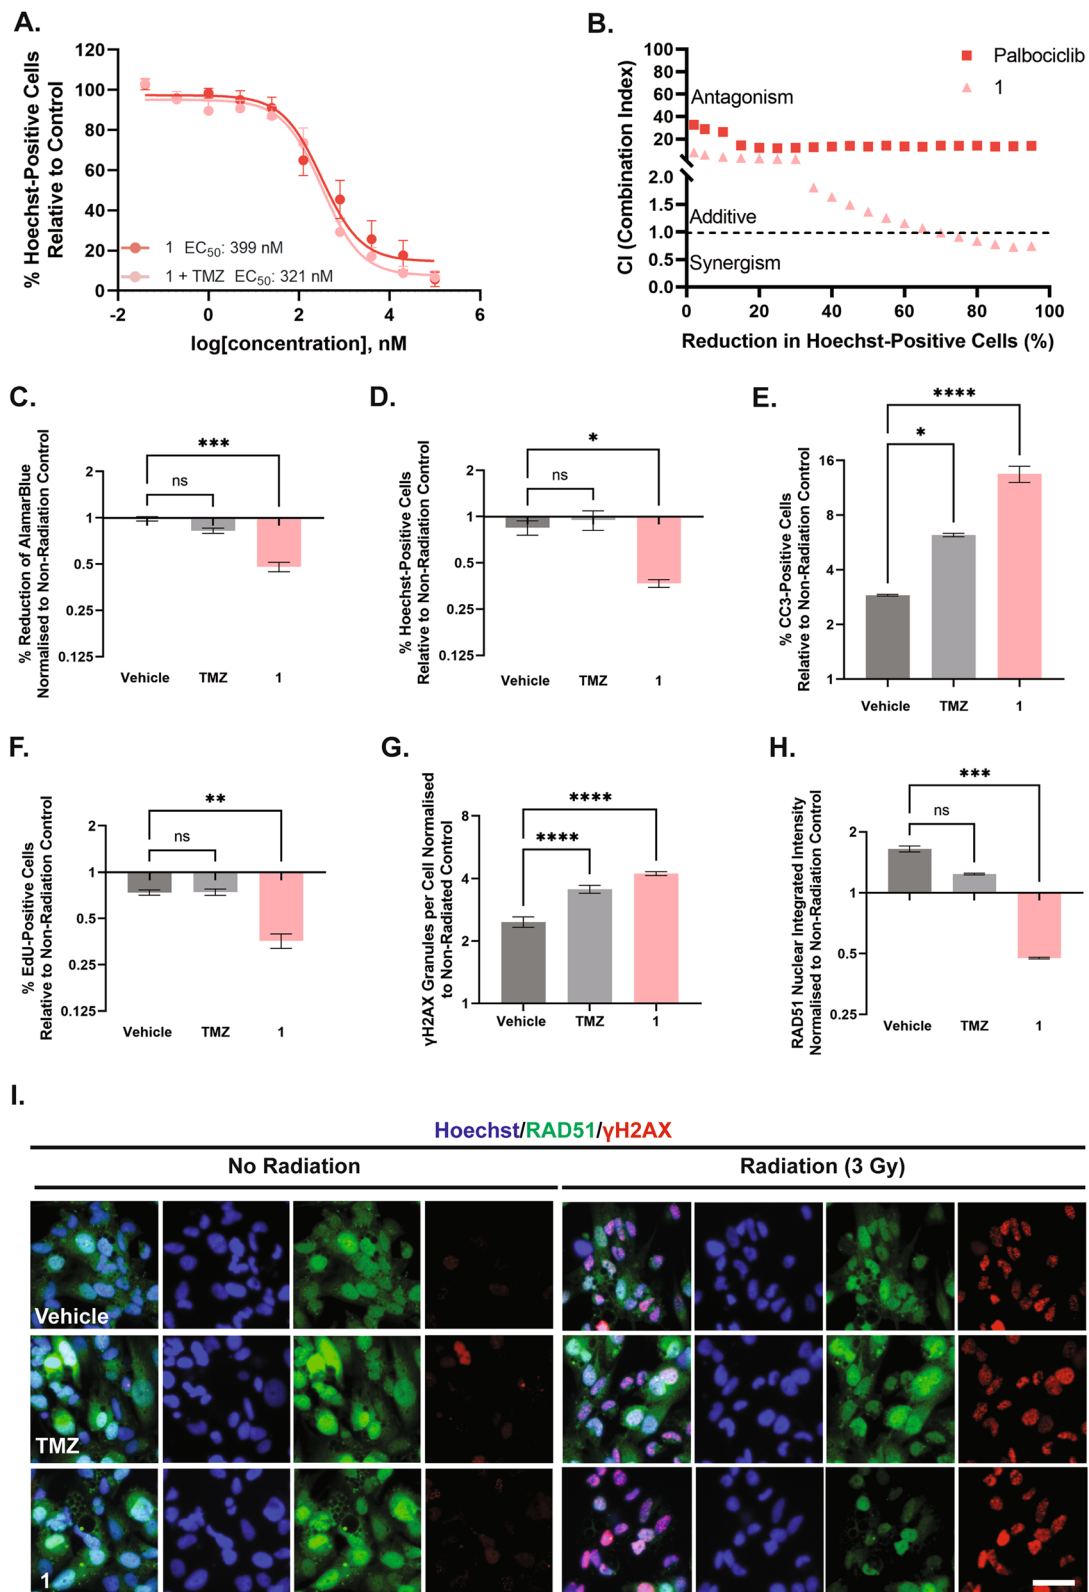 A.
% Hoechst-Positive Cells
Relative to Control
120
100
80
60
40
20
0
-2
0
2
4
6
1 EC50: 399 nM
1 + TMZ EC50: 321 nM
log[concentration], nM
B.
CI (Combination Index)
100
80
60
40
20
2.0
1.5
1.0
0.5
0.0
Antagonism
Additive
Synergism
Palbociclib
1
0
20
40
60
80
100
Reduction in Hoechst-Positive Cells (%)
C.
% Reduction of AlamarBlue
Normalised to Non-Radiation Control
2
1
0.5
0.25
0.125
***
ns
Vehicle
TMZ
1
D.
% Hoechst-Positive Cells
Relative to Non-Radiation Control
2
1
0.5
0.25
0.125
*
ns
Vehicle
TMZ
1
E.
% CC3-Positive Cells
Relative to Non-Radiation Control
16
8
4
2
1
****
*
Vehicle
TMZ
1
F.
% EdU-Positive Cells
Relative to Non-Radiation Control
2
1
0.5
0.25
0.125
**
ns
Vehicle
TMZ
1
G.
γH2AX Granules per Cell Normalised
to Non-Radiated Control
8
4
2
1
****
****
Vehicle
TMZ
1
H.
RAD51 Nuclear Integrated Intensity
Normalised to Non-Radiation Control
2
1
0.5
0.25
***
ns
Vehicle
TMZ
1
I.
Hoechst/RAD51/γH2AX
No Radiation
Radiation (3 Gy)
Vehicle
TMZ
1